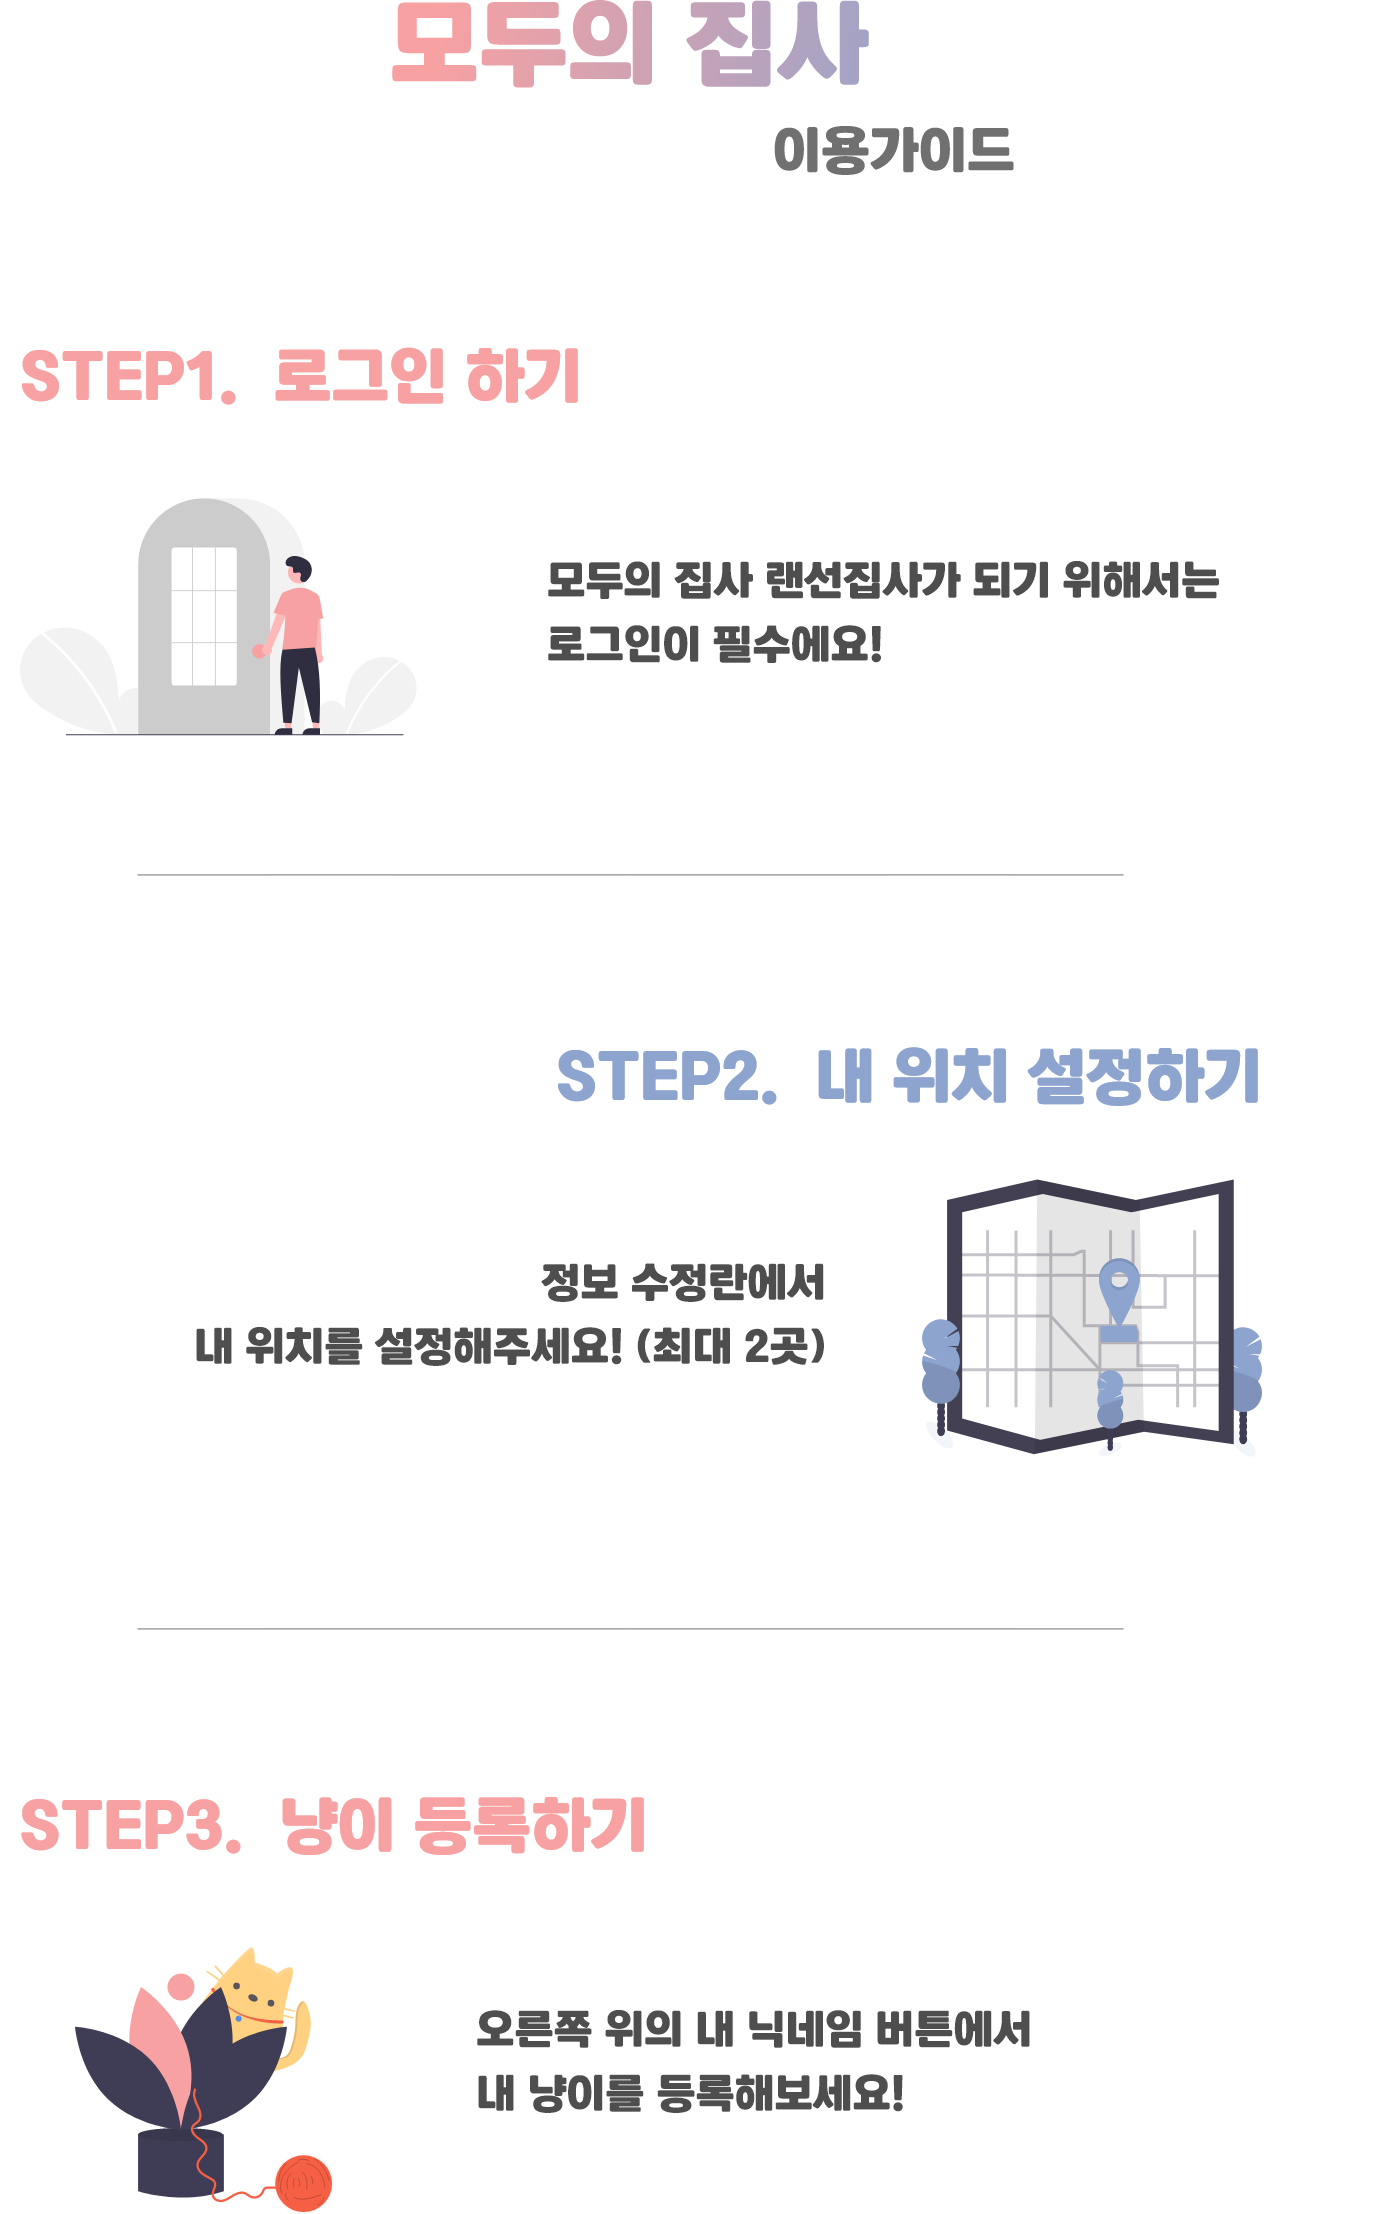 모두의 집사
이용가이드
STEP1. 로그인 하기
모두의 집사 랜선집사가 되기 위해서는
로그인이 필수에요!
STEP2. 내 위치 설정하기
정보 수정란에서
내 위치를 설정해주세요! (최대 2곳)
STEP3. 냥이 등록하기
오른쪽 위의 내 닉네임 버튼에서
내 냥이를 등록해보세요!